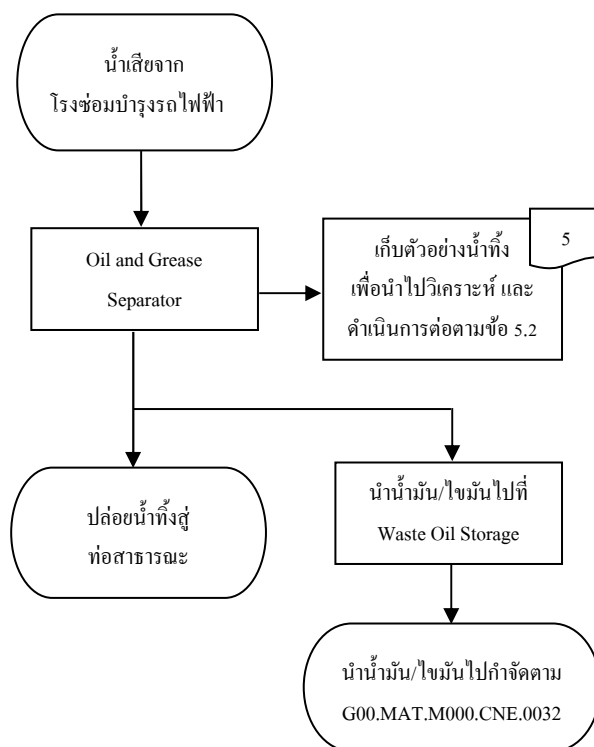 น้ำเสียจาก
โรงซ่อมบำรุงรถไฟฟ้า
Oil and Grease
Separator
5
เก็บตัวอย่างน้ำทิ้ง
เพื่อนำไปวิเคราะห์ และ
ดำเนินการต่อตามข้อ 5.2
ปล่อยน้ำทิ้งสู่
ท่อสาธารณะ
นำน้ำมัน/ไขมันไปที่
Waste Oil Storage
นำน้ำมัน/ไขมันไปกำจัดตาม
G00.MAT.M000.CNE.0032